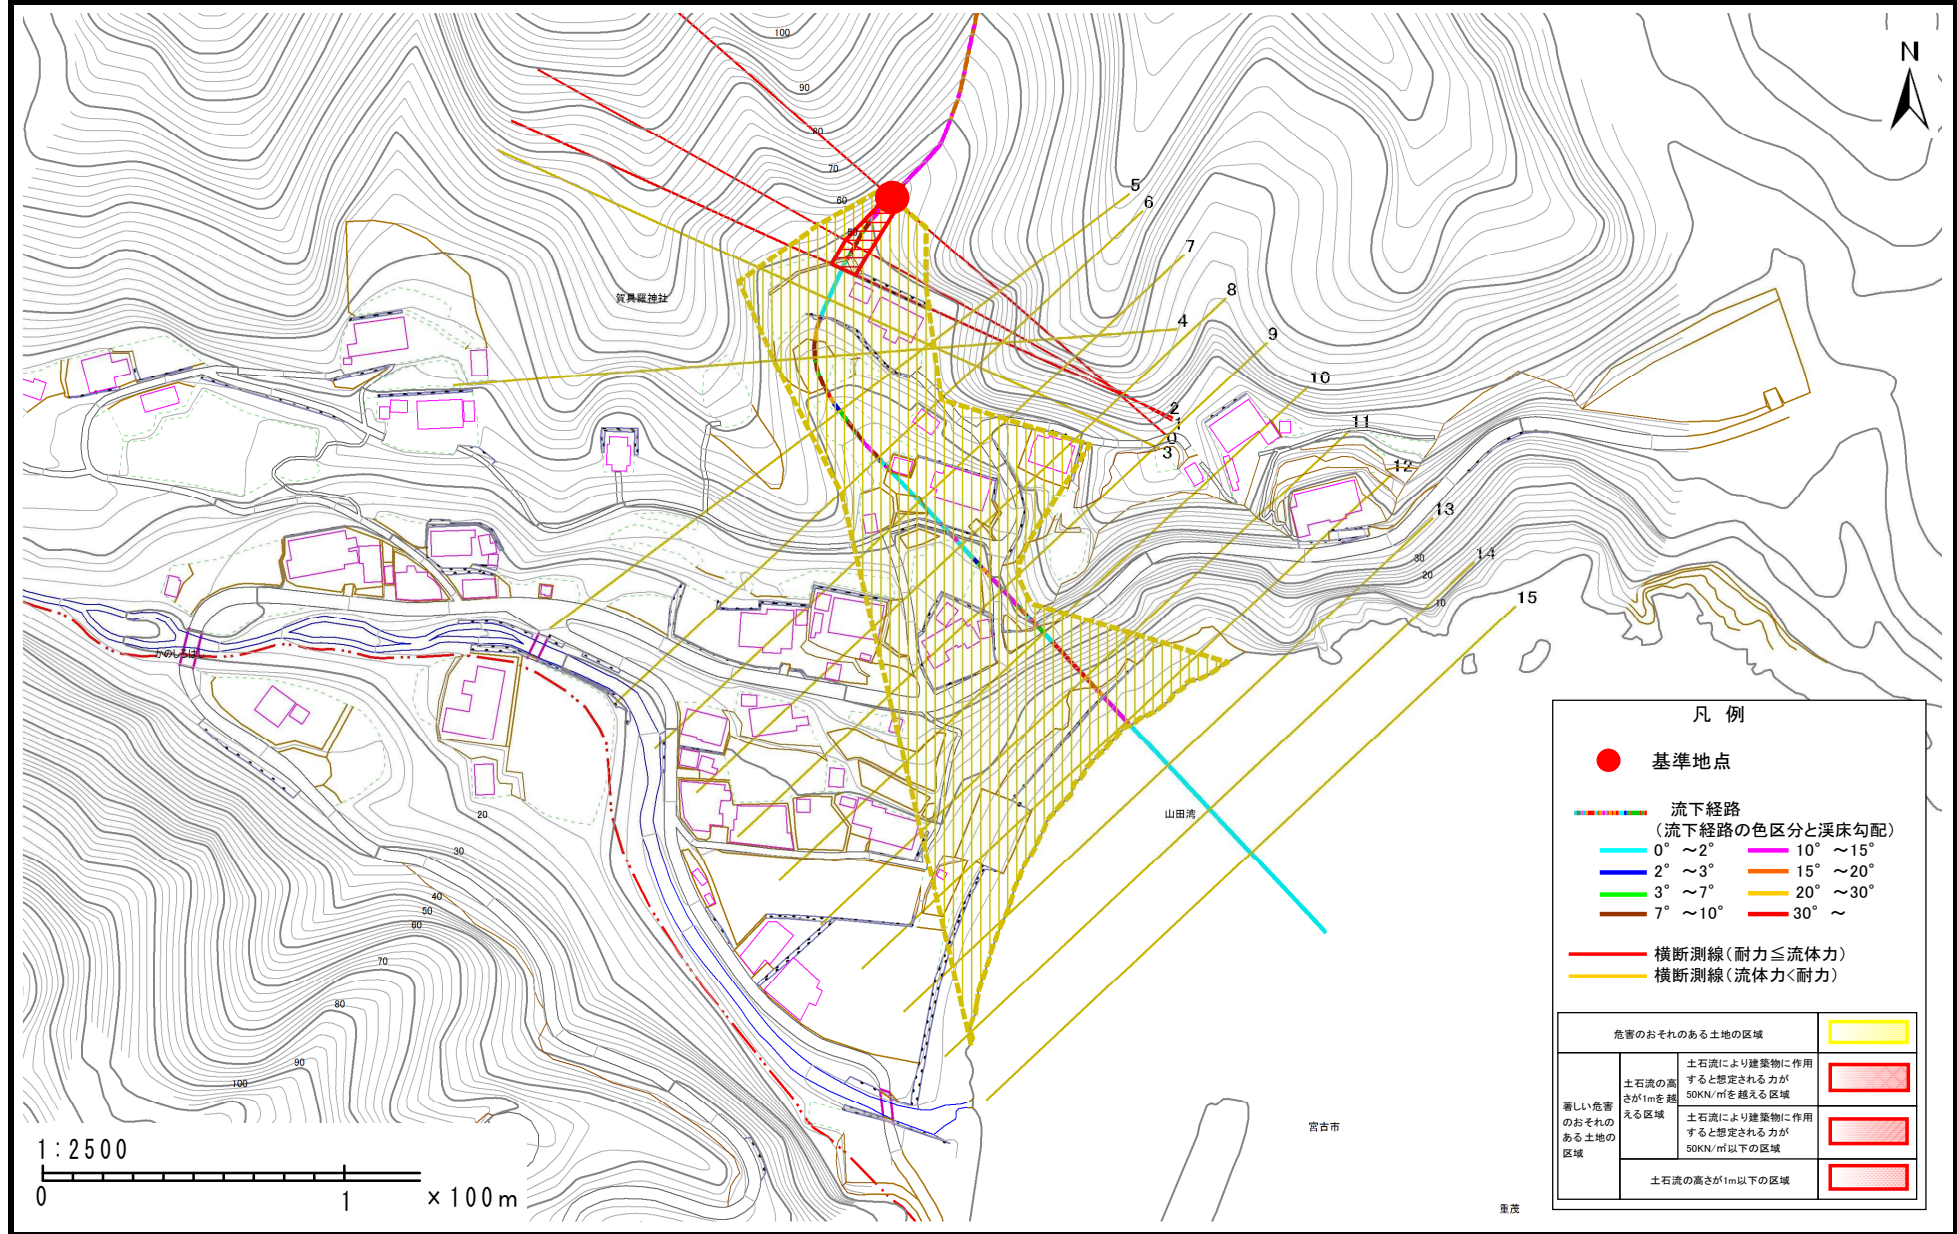 N
100
90
80
70
60
50
5
6
7
8
4
9
10
2
1
0
3
11
12
13
14
15
賀具羅神社
かのしろはし
30
20
10
20
30
40
50
60
70
80
90
100
山田湾
宮古市
重茂
1:2500
0 1 ×100m
凡 例
基準地点
流下経路
(流下経路の色区分と渓床勾配)
0° ～2° 10° ～15°
2° ～3° 15° ～20°
3° ～7° 20° ～30°
7° ～10° 30° ～
横断測線(耐力≦流体力)
横断測線(流体力<耐力)
危害のおそれのある土地の区域
著しい危害
のおそれの
ある土地の
区域
土石流の高
さが1mを越
える区域
土石流により建築物に作用
すると想定される力が
50KN/㎡を越える区域
土石流により建築物に作用
すると想定される力が
50KN/㎡以下の区域
土石流の高さが1m以下の区域